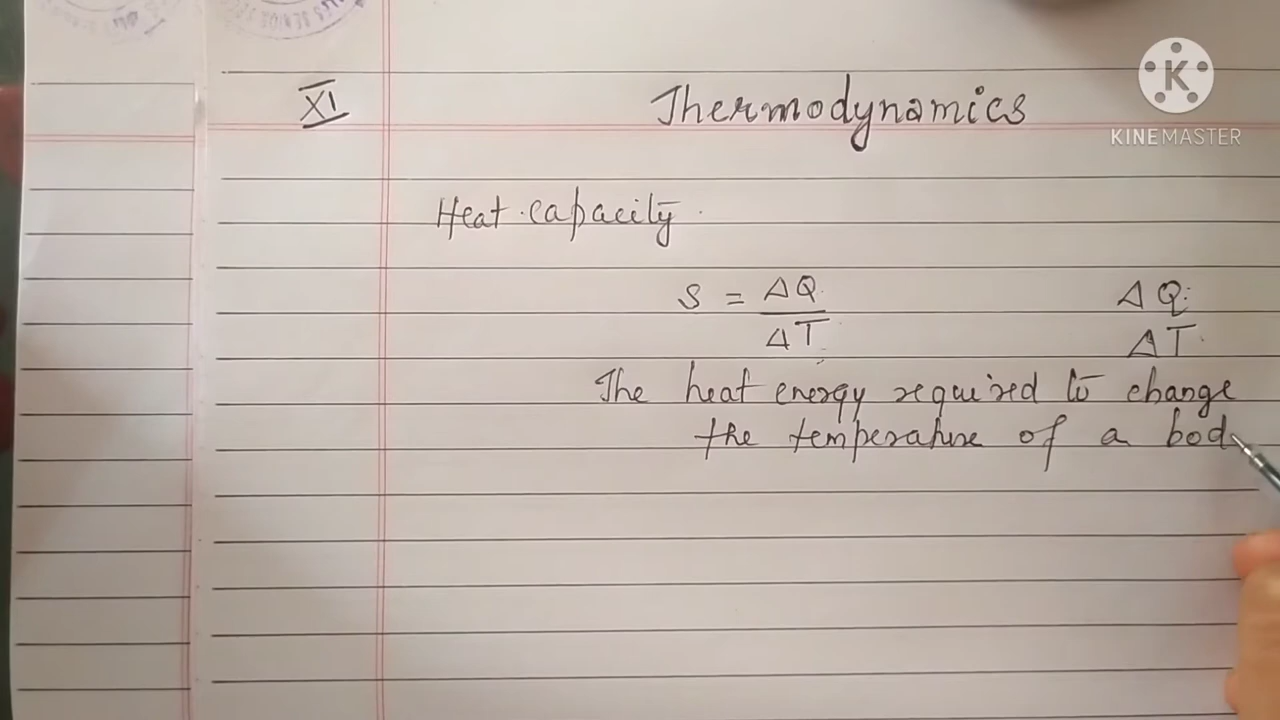 XI
Thermodynamics
KINEMASTER
Heat capacity.
S = ΔQ / ΔT
ΔQ
ΔT
The heat energy required to change
the temperature of a bod